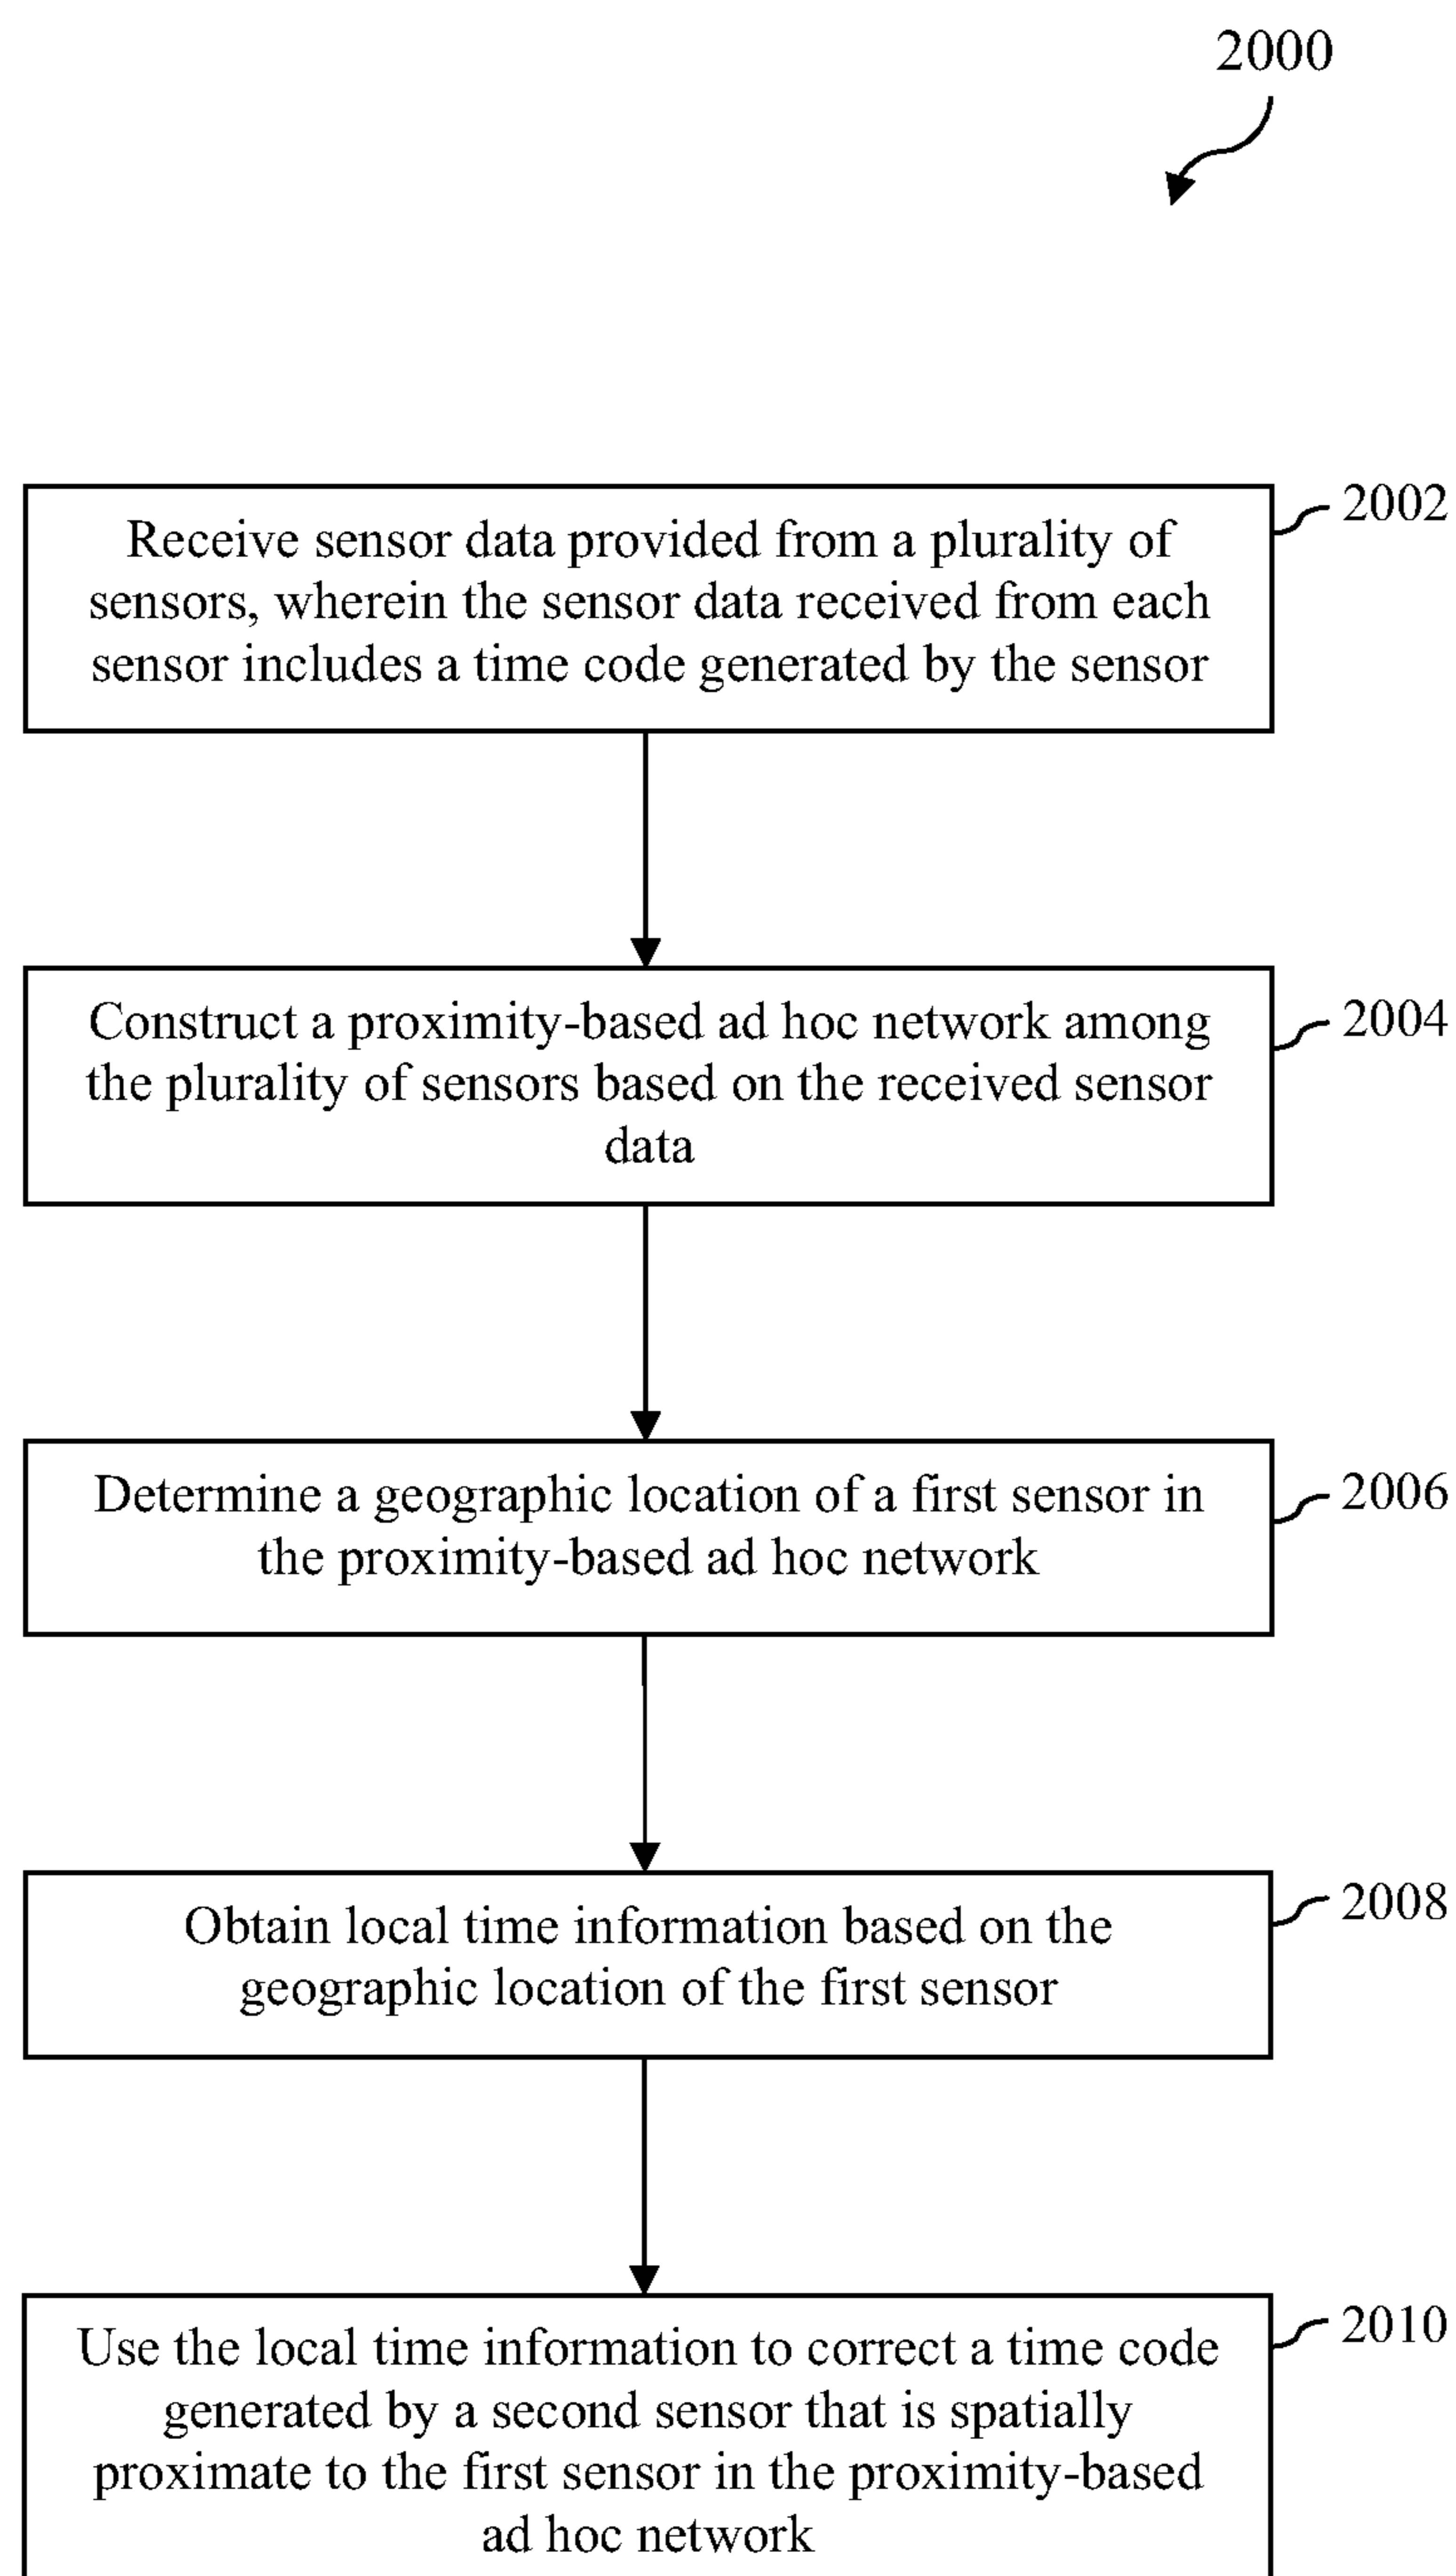 2000
Receive sensor data provided from a plurality of
sensors, wherein the sensor data received from each
sensor includes a time code generated by the sensor
2002
Construct a proximity-based ad hoc network among
the plurality of sensors based on the received sensor
data
2004
Determine a geographic location of a first sensor in
the proximity-based ad hoc network
2006
Obtain local time information based on the
geographic location of the first sensor
2008
Use the local time information to correct a time code
generated by a second sensor that is spatially
proximate to the first sensor in the proximity-based
ad hoc network
2010